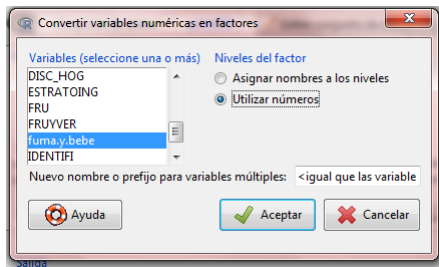 Convertir variables numéricas en factores
Variables (seleccione una o más)
Niveles del factor
DISC_HOG
ESTRATOING
FRU
FRUYVER
fuma.y.bebe
IDENTIFI
Asignar nombres a los niveles
Utilizar números
Nuevo nombre o prefijo para variables múltiples: <igual que las variable
Ayuda
Aceptar
Cancelar
Salida